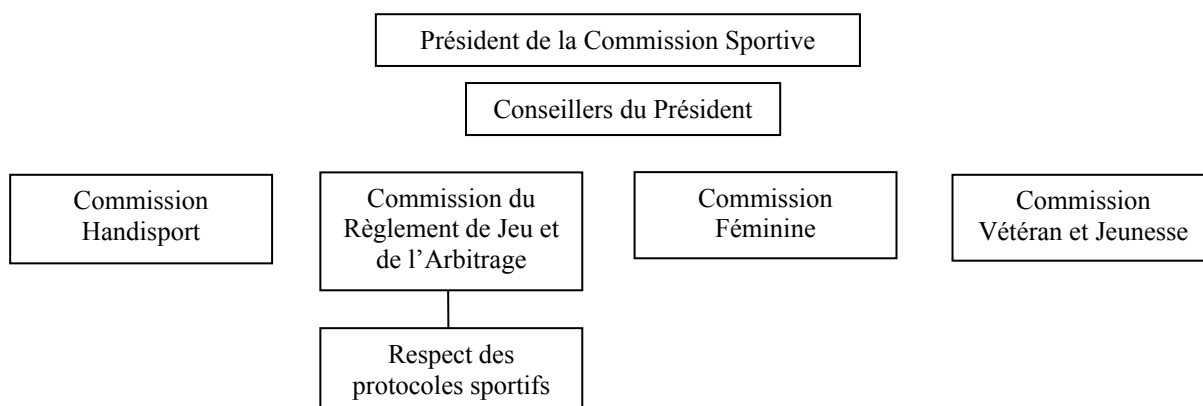 Président de la Commission Sportive
Conseillers du Président
Commission
Handisport
Commission du
Règlement de Jeu et
de l’Arbitrage
Commission
Féminine
Commission
Vétéran et Jeunesse
Respect des
protocoles sportifs